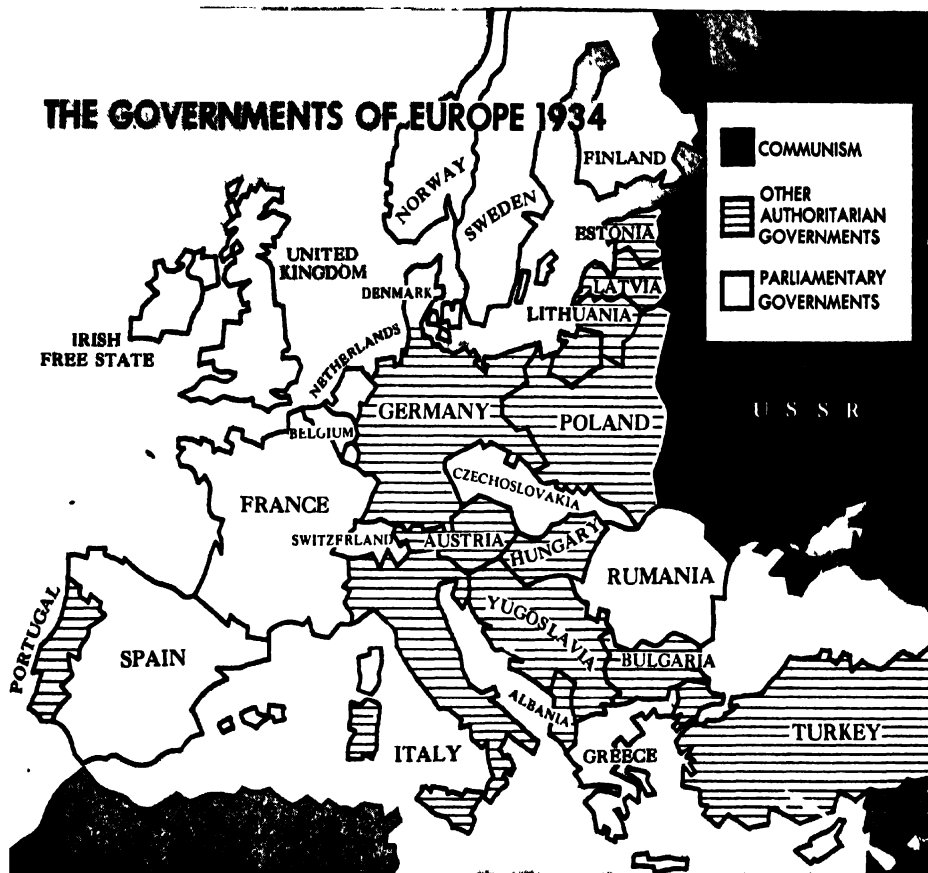 THE GOVERNMENTS OF EUROPE 1934
COMMUNISM
OTHER
AUTHORITARIAN
GOVERNMENTS
PARLIAMENTARY
GOVERNMENTS
NORWAY
SWEDEN
FINLAND
ESTONIA
LATVIA
LITHUANIA
UNITED
KINGDOM
DENMARK
IRISH
FREE STATE
NETHERLANDS
GERMANY
POLAND
U S S R
BELGIUM
CZECHOSLOVAKIA
FRANCE
SWITZFRLAND
AUSTRIA
HUNGARY
RUMANIA
PORTUGAL
SPAIN
YUGOSLAVIA
BULGARIA
ALBANIA
ITALY
GREECE
TURKEY